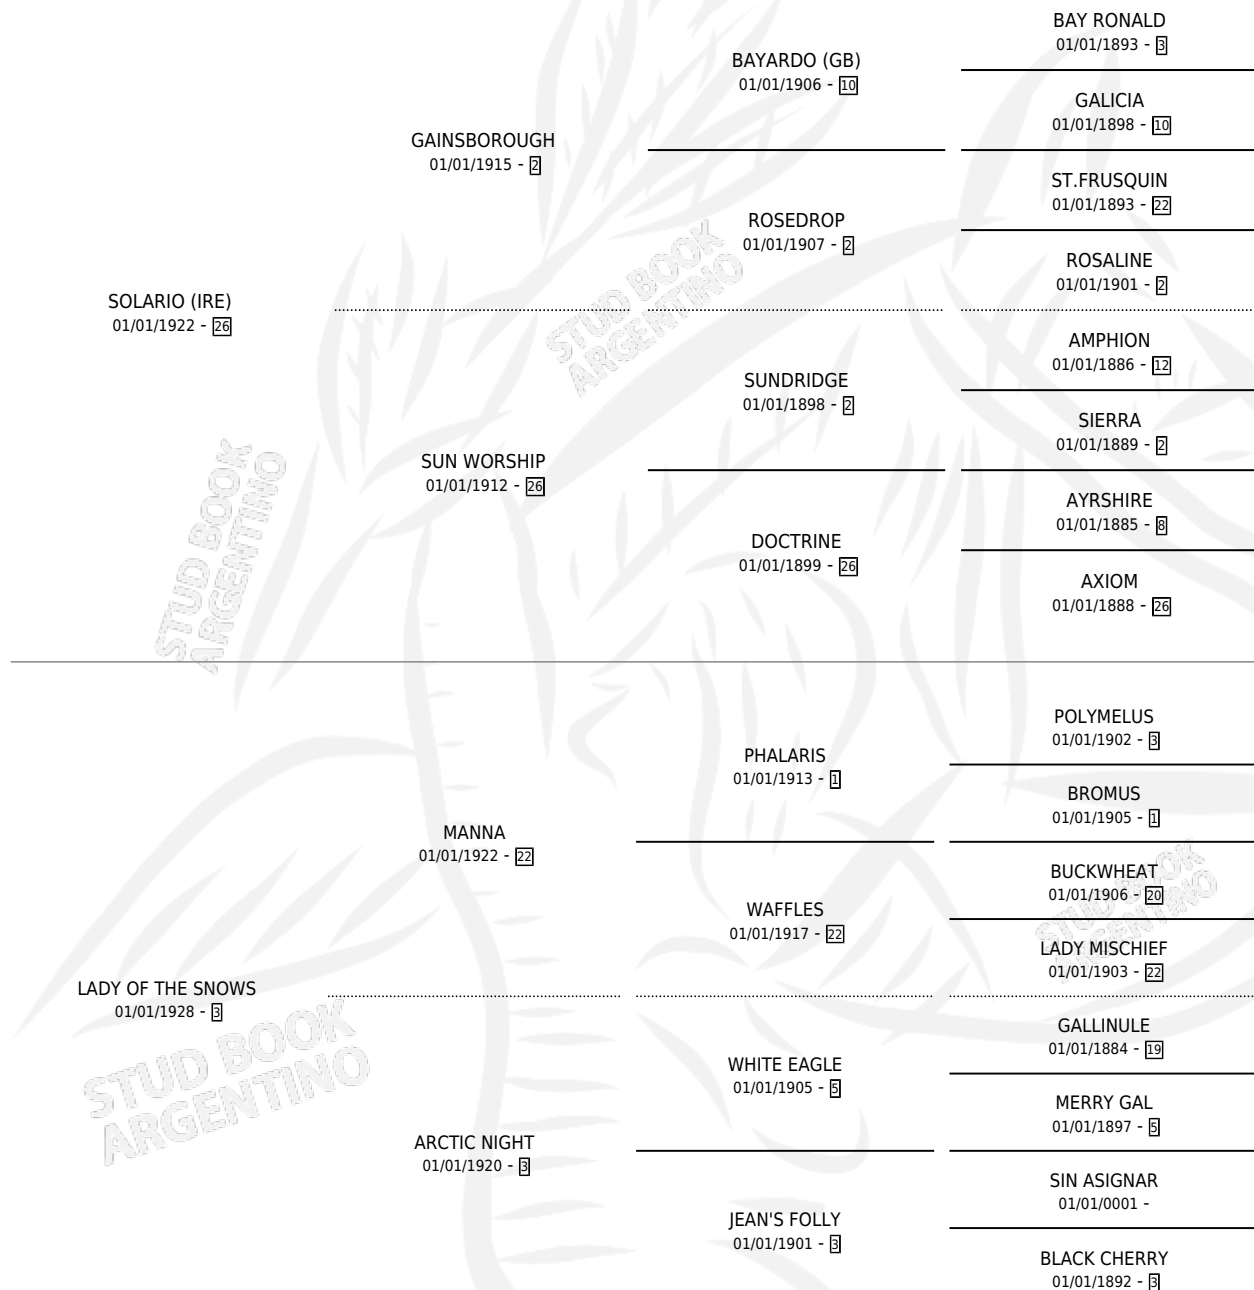 BAY RONALD
01/01/1893 - 3
BAYARDO (GB)
01/01/1906 - 10
GALICIA
01/01/1898 - 10
GAINSBOROUGH
01/01/1915 - 2
ST.FRUSQUIN
01/01/1893 - 22
ROSEDROP
01/01/1907 - 2
ROSALINE
01/01/1901 - 2
SOLARIO (IRE)
01/01/1922 - 26
AMPHION
01/01/1886 - 12
SUNDRIDGE
01/01/1898 - 2
SIERRA
01/01/1889 - 2
SUN WORSHIP
01/01/1912 - 26
AYRSHIRE
01/01/1885 - 8
DOCTRINE
01/01/1899 - 26
AXIOM
01/01/1888 - 26
POLYMELUS
01/01/1902 - 3
PHALARIS
01/01/1913 - 1
BROMUS
01/01/1905 - 1
MANNA
01/01/1922 - 22
BUCKWHEAT
01/01/1906 - 20
WAFFLES
01/01/1917 - 22
LADY MISCHIEF
01/01/1903 - 22
LADY OF THE SNOWS
01/01/1928 - 3
GALLINULE
01/01/1884 - 19
WHITE EAGLE
01/01/1905 - 5
MERRY GAL
01/01/1897 - 5
ARCTIC NIGHT
01/01/1920 - 3
SIN ASIGNAR
01/01/0001 -
JEAN'S FOLLY
01/01/1901 - 3
BLACK CHERRY
01/01/1892 - 3
STUD BOOK
ARGENTINO
STUD BOOK
ARGENTINO
STUD BOOK
ARGENTINO
STUD BOOK
ARGENTINO